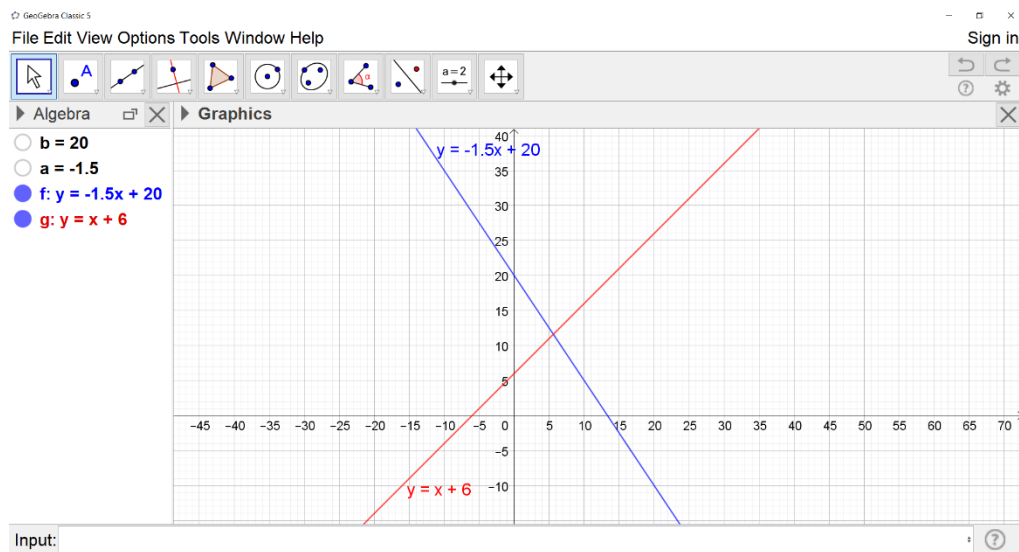 GeoGebra Classic 5
File Edit View Options Tools Window Help
Sign in
A
α
a=2
?
Algebra
Graphics
b = 20
a = -1.5
f: y = -1.5x + 20
g: y = x + 6
40
y = -1.5x + 20
35
30
25
20
15
10
5
-45 -40 -35 -30 -25 -20 -15 -10 -5 0 5 10 15 20 25 30 35 40 45 50 55 60 65 70
-5
y = x + 6
-10
Input:
?